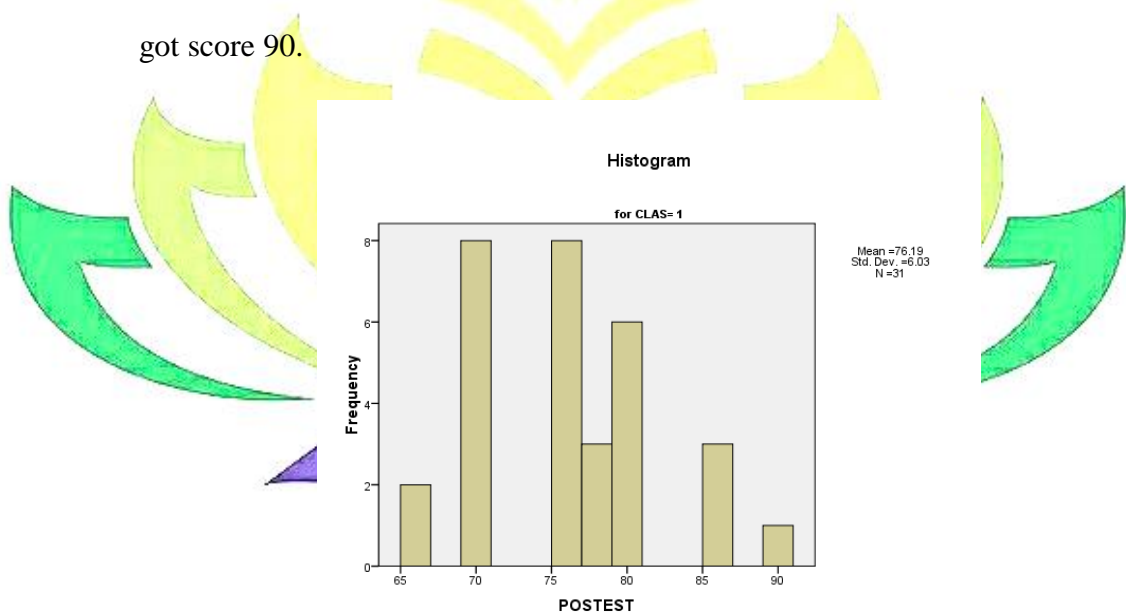 got score 90.
Histogram
for CLAS= 1
Mean =76.19
Std. Dev. =6.03
N =31
Frequency
8
6
4
2
0
65 70 75 80 85 90
POSTEST